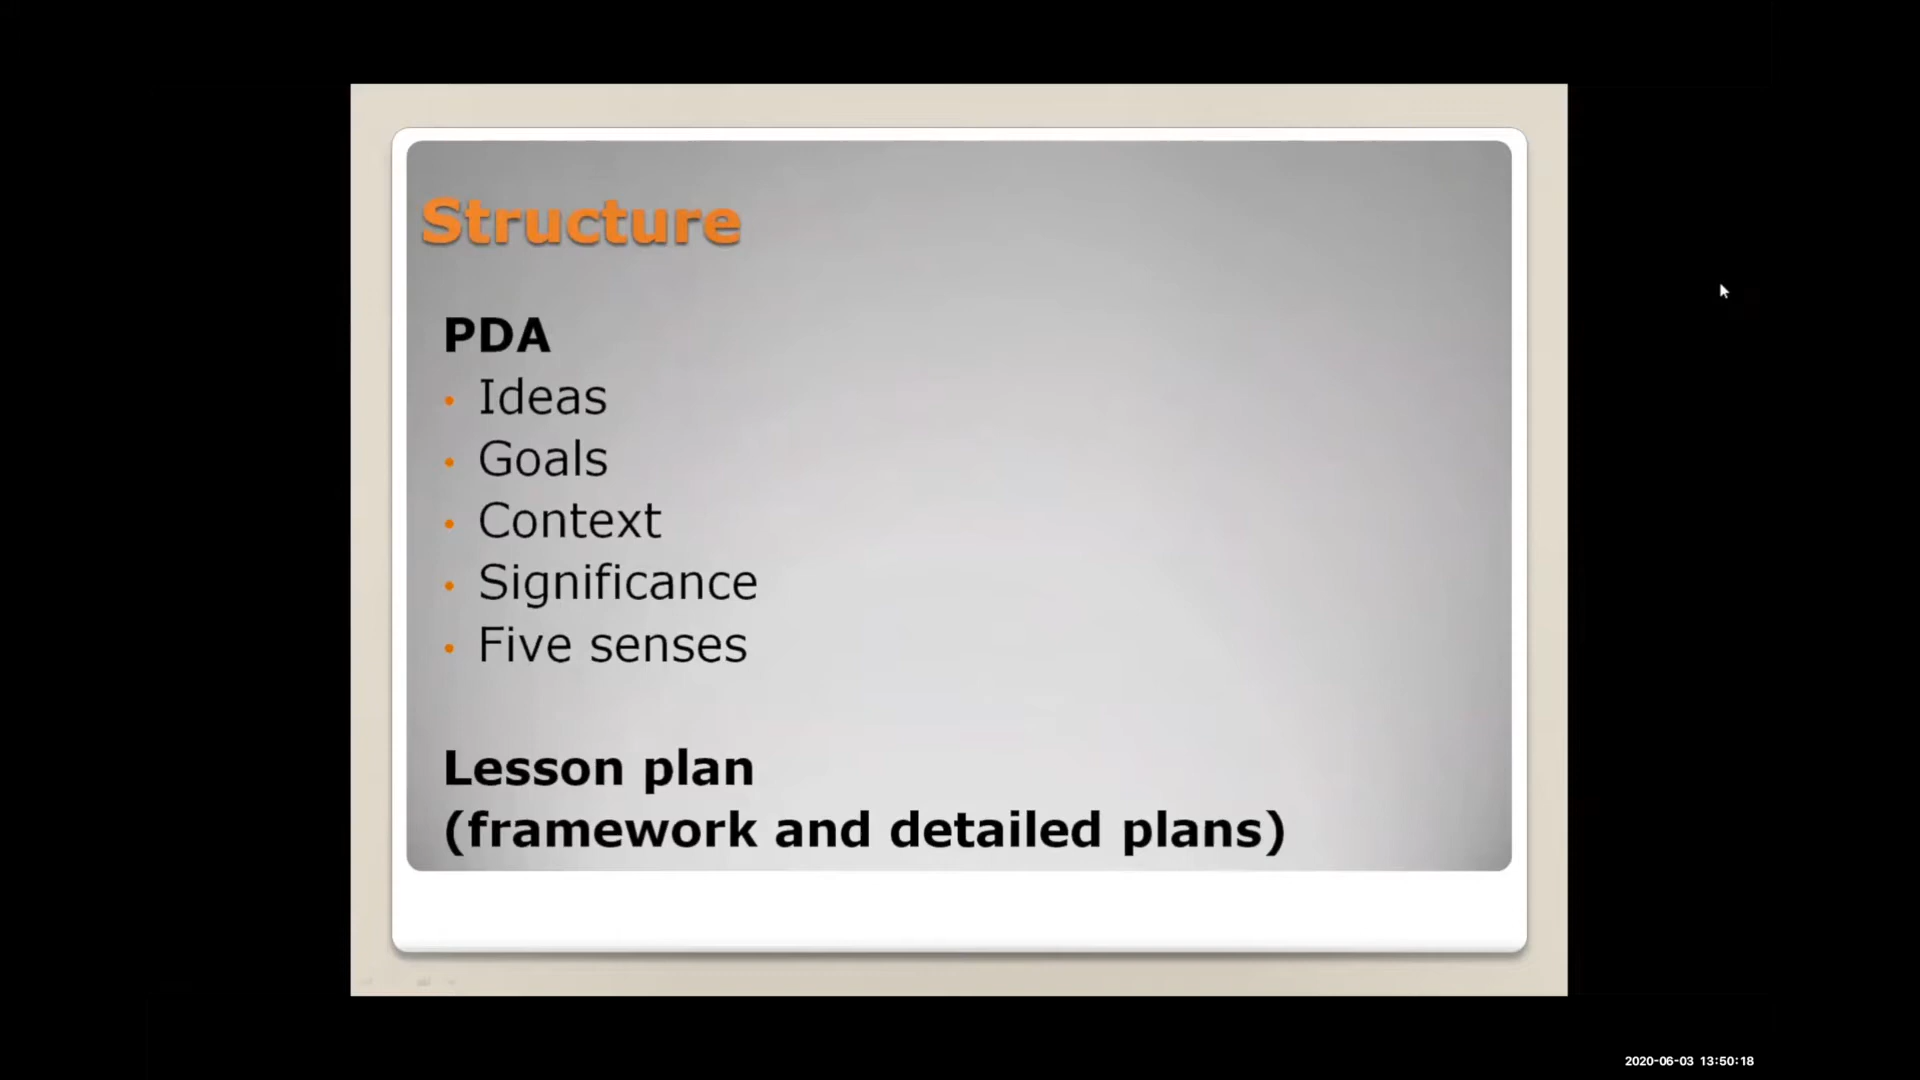 Structure
PDA
• Ideas
• Goals
• Context
• Significance
• Five senses
Lesson plan
(framework and detailed plans)
2020-06-03 13:50:18